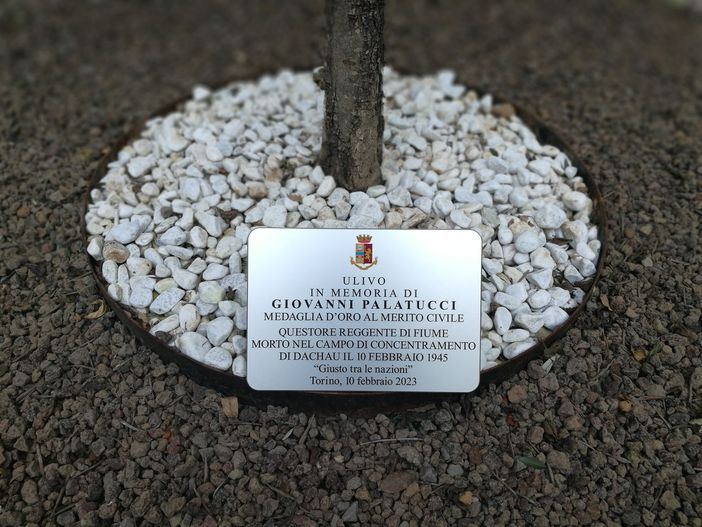 ULIVO
IN MEMORIA DI
GIOVANNI PALATUCCI
MEDAGLIA D'ORO AL MERITO CIVILE
QUESTORE REGGENTE DI FIUME
MORTO NEL CAMPO DI CONCENTRAMENTO
DI DACHAU IL 10 FEBBRAIO 1945
“Giusto tra le nazioni”
Torino, 10 febbraio 2023